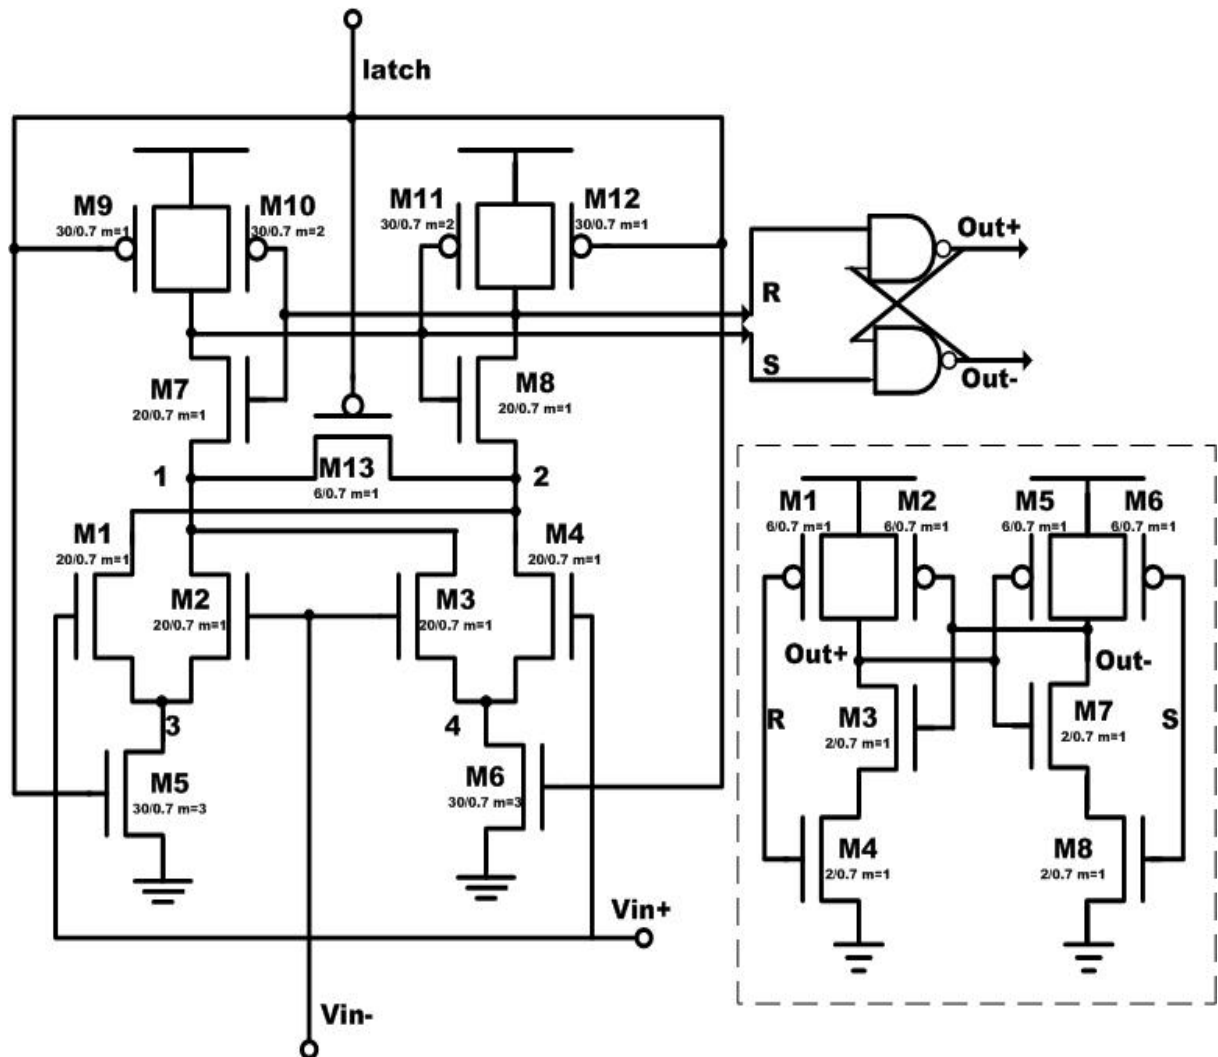 latch
M9
30/0.7 m=1
M10
30/0.7 m=2
M11
30/0.7 m=2
M12
30/0.7 m=1
Out+
R
S
Out-
M7
20/0.7 m=1
M8
20/0.7 m=1
1
M13
6/0.7 m=1
2
M1
20/0.7 m=1
M2
20/0.7 m=1
M3
20/0.7 m=1
M4
20/0.7 m=1
3
4
M5
30/0.7 m=3
M6
30/0.7 m=3
Vin+
Vin-
M1
6/0.7 m=1
M2
6/0.7 m=1
M5
6/0.7 m=1
M6
6/0.7 m=1
Out+
Out-
R
M3
2/0.7 m=1
M7
2/0.7 m=1
S
M4
2/0.7 m=1
M8
2/0.7 m=1